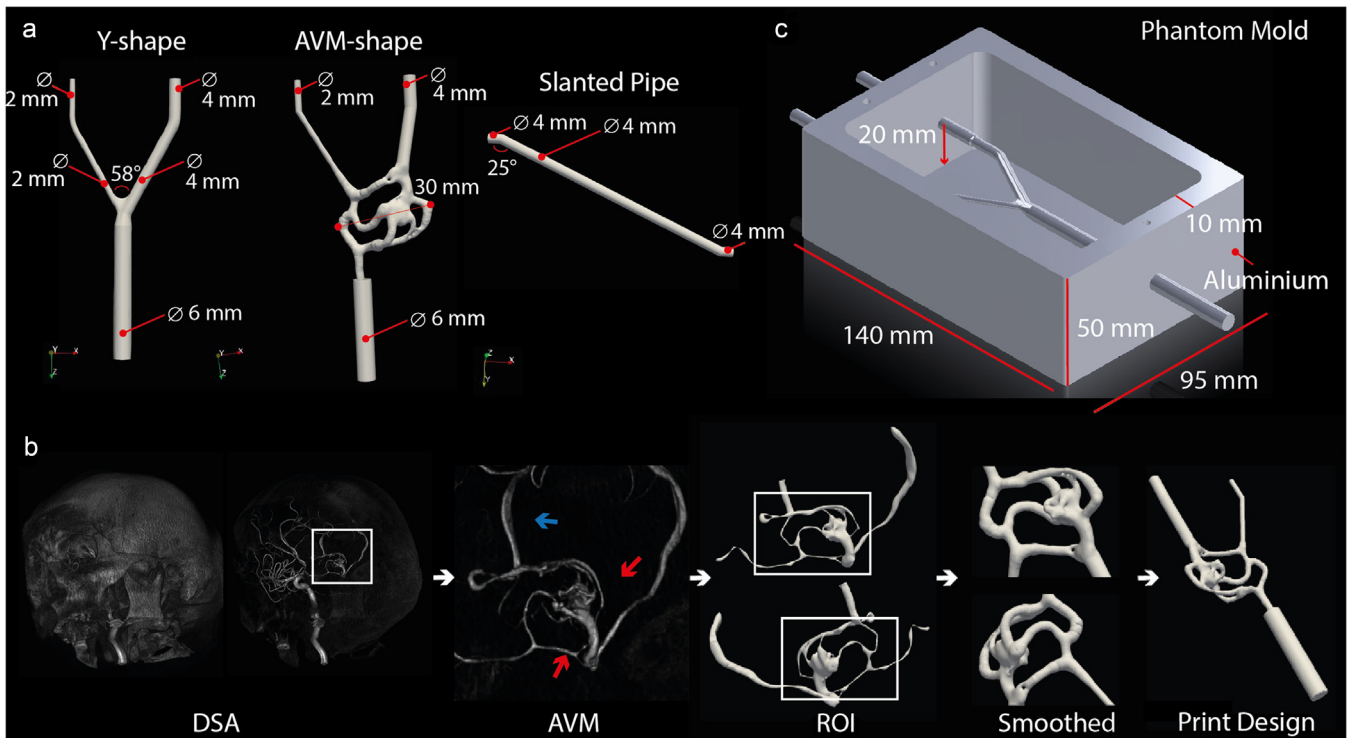 a
Y-shape
∅
2 mm
∅
4 mm
∅
2 mm
58°
∅
4 mm
∅ 6 mm
Y
X
Z
AVM-shape
∅
2 mm
∅
4 mm
30 mm
∅ 6 mm
Y
X
Z
Slanted Pipe
∅ 4 mm
∅ 4 mm
25°
∅ 4 mm
Z
X
Y
c
Phantom Mold
20 mm
10 mm
Aluminium
50 mm
140 mm
95 mm
b
DSA
AVM
ROI
Smoothed
Print Design